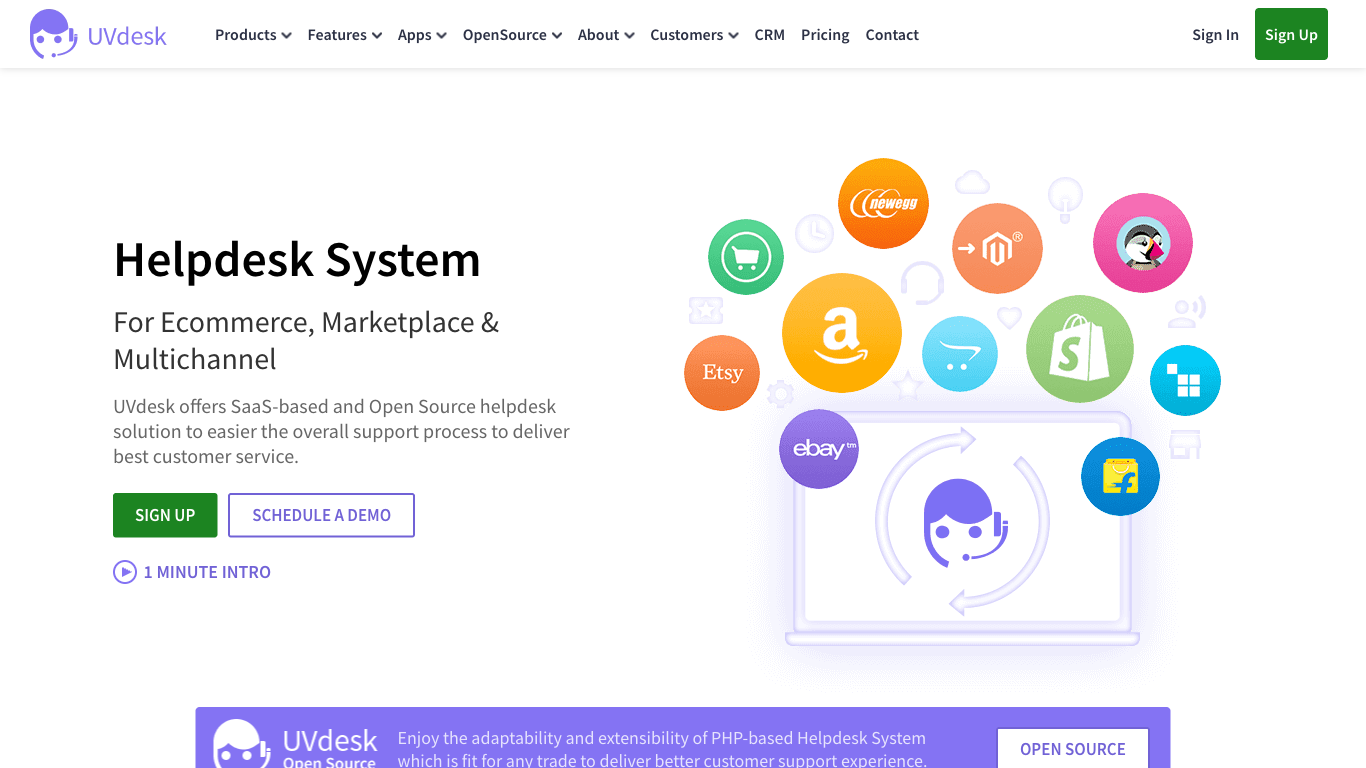 UVdesk
Products Features Apps OpenSource About Customers CRM Pricing Contact
Sign In Sign Up
Helpdesk System
For Ecommerce, Marketplace &
Multichannel
UVdesk offers SaaS-based and Open Source helpdesk
solution to easier the overall support process to deliver
best customer service.
SIGN UP SCHEDULE A DEMO
1 MINUTE INTRO
newegg
®
a
S
Etsy
ebay™
f
UVdesk
Open Source
Enjoy the adaptability and extensibility of PHP-based Helpdesk System
which is fit for any trade to deliver better customer support experience.
OPEN SOURCE